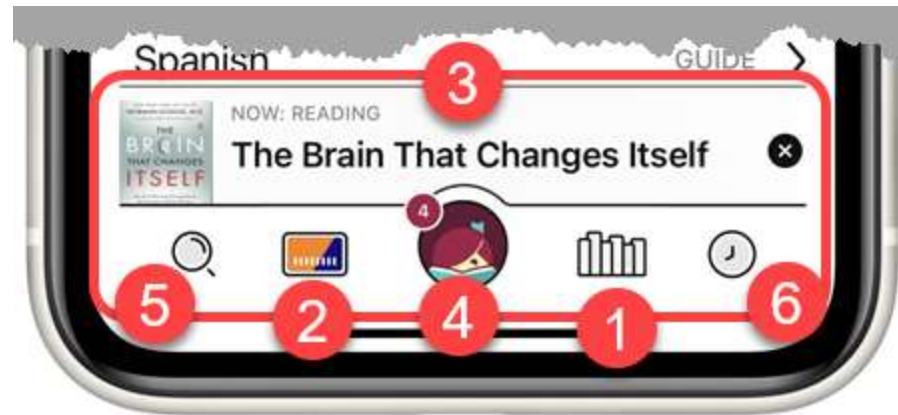 Spanish
GUIDE
3
NOW: READING
The Brain That Changes Itself
THE
BRAIN
THAT CHANGES
ITSELF
4
5
2
4
1
6